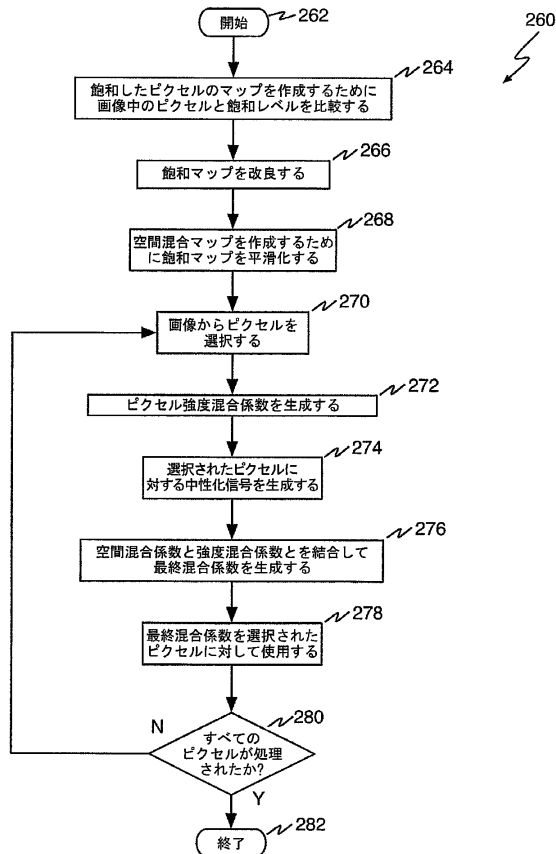 開始
262
260
264
飽和したピクセルのマップを作成するために
画像中のピクセルと飽和レベルを比較する
266
飽和マップを改良する
268
空間混合マップを作成するため
に飽和マップを平滑化する
270
画像からピクセルを
選択する
272
ピクセル強度混合係数を生成する
274
選択されたピクセルに
対する中性化信号を生成する
276
空間混合係数と強度混合係数とを結合して
最終混合係数を生成する
278
最終混合係数を選択された
ピクセルに対して使用する
280
N
すべての
ピクセルが処理
されたか?
Y
282
終了